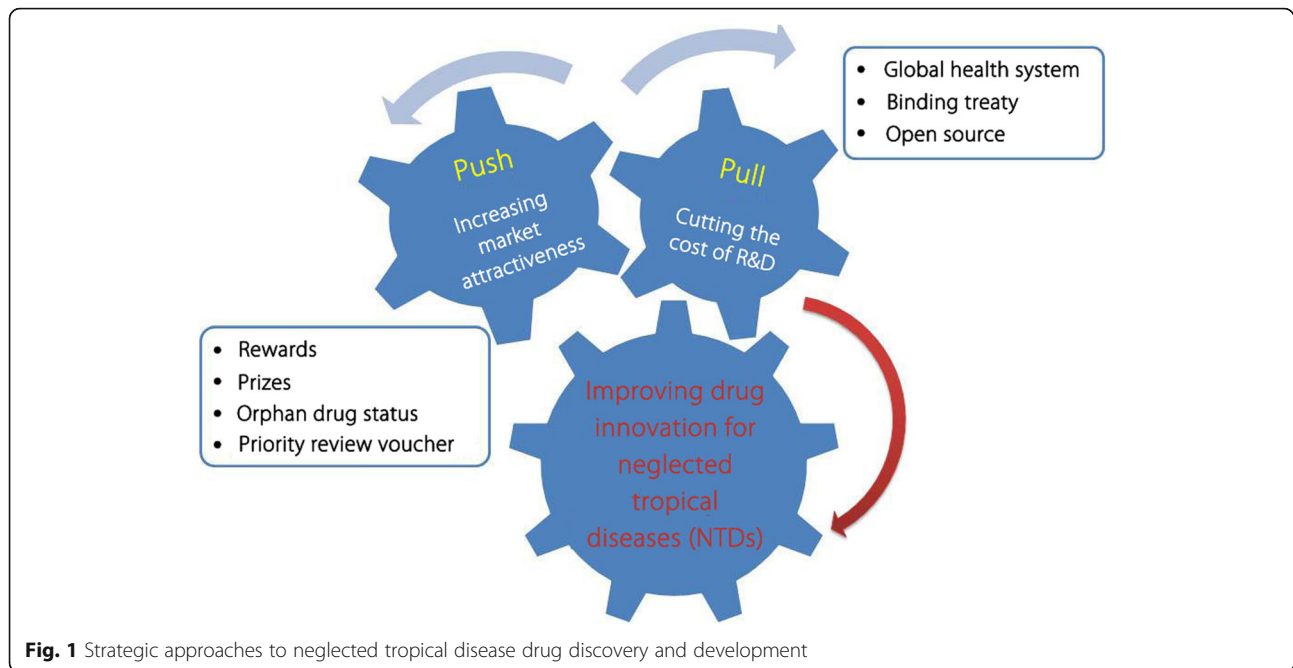 Push
Increasing
market
attractiveness
Pull
Cutting the
cost of R&D
• Global health system
• Binding treaty
• Open source
• Rewards
• Prizes
• Orphan drug status
• Priority review voucher
Improving drug
innovation for
neglected
tropical
diseases (NTDs)
Fig. 1 Strategic approaches to neglected tropical disease drug discovery and development